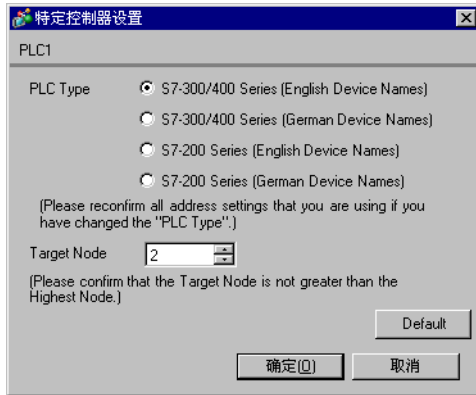 特定控制器设置
PLC1
PLC Type
S7-300/400 Series (English Device Names)
S7-300/400 Series (German Device Names)
S7-200 Series (English Device Names)
S7-200 Series (German Device Names)
(Please reconfirm all address settings that you are using if you
have changed the "PLC Type".)
Target Node 2
(Please confirm that the Target Node is not greater than the
Highest Node.)
Default
确定(O) 取消